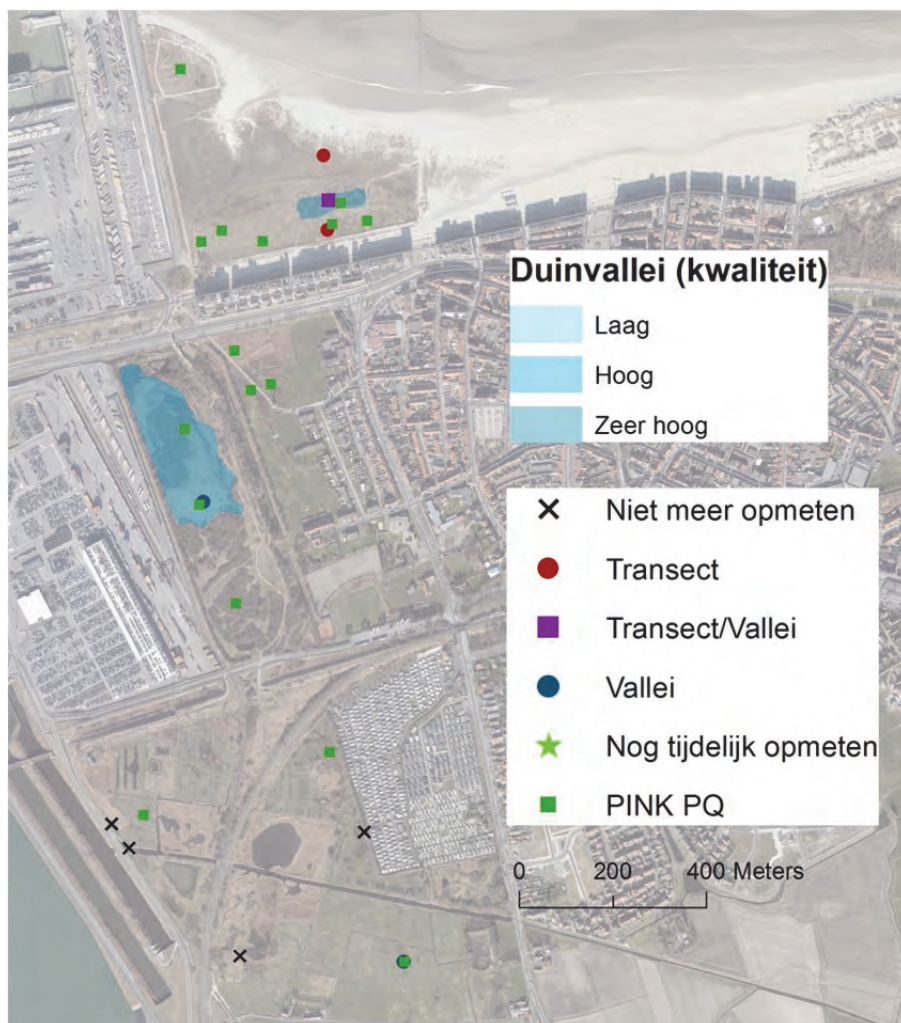 Duinvallei (kwaliteit)
Laag
Hoog
Zeer hoog
Niet meer opmeten
Transect
Transect/Vallei
Vallei
Nog tijdelijk opmeten
PINK PQ
0 200 400 Meters